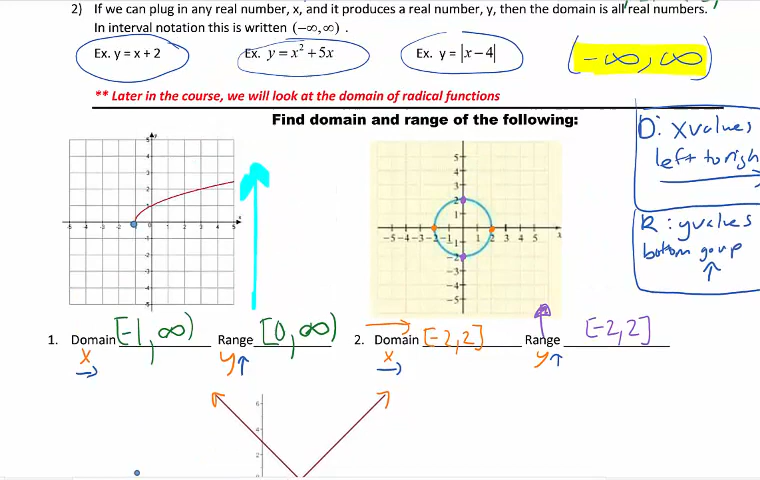 2) If we can plug in any real number, x, and it produces a real number, y, then the domain is all real numbers.
In interval notation this is written (−∞,∞) .
Ex. y = x + 2 Ex. y = x² + 5x Ex. y = |x − 4| (−∞, ∞)
** Later in the course, we will look at the domain of radical functions
Find domain and range of the following:
D: x values
left to righ
R: y values
bottom go up
1. Domain [-1, ∞) Range [0, ∞) 2. Domain [-2, 2] Range [-2, 2]
x y x y